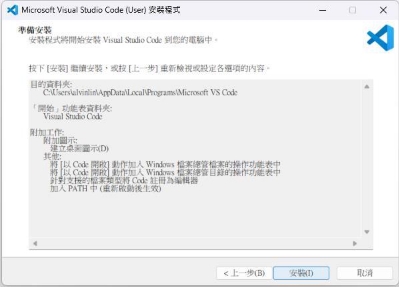 Microsoft Visual Studio Code (User) 安裝程式
準備安裝
安裝程式將開始安裝 Visual Studio Code 到您的電腦中。
按下 [安裝] 繼續安裝，或按 [上一步] 重新檢視或設定各選項的內容。
目的資料夾:
C:\Users\alvinlin\AppData\Local\Programs\Microsoft VS Code
「開始」功能表資料夾:
Visual Studio Code
附加工作:
附加圖示:
建立桌面圖示(D)
其他:
將 [以 Code 開啟] 動作加入 Windows 檔案總管檔案的操作功能表中
將 [以 Code 開啟] 動作加入 Windows 檔案總管目錄的操作功能表中
針對支援的檔案類型將 Code 註冊為編輯器
加入 PATH 中 (重新啟動後生效)
< 上一步(B)
安裝(I)
取消